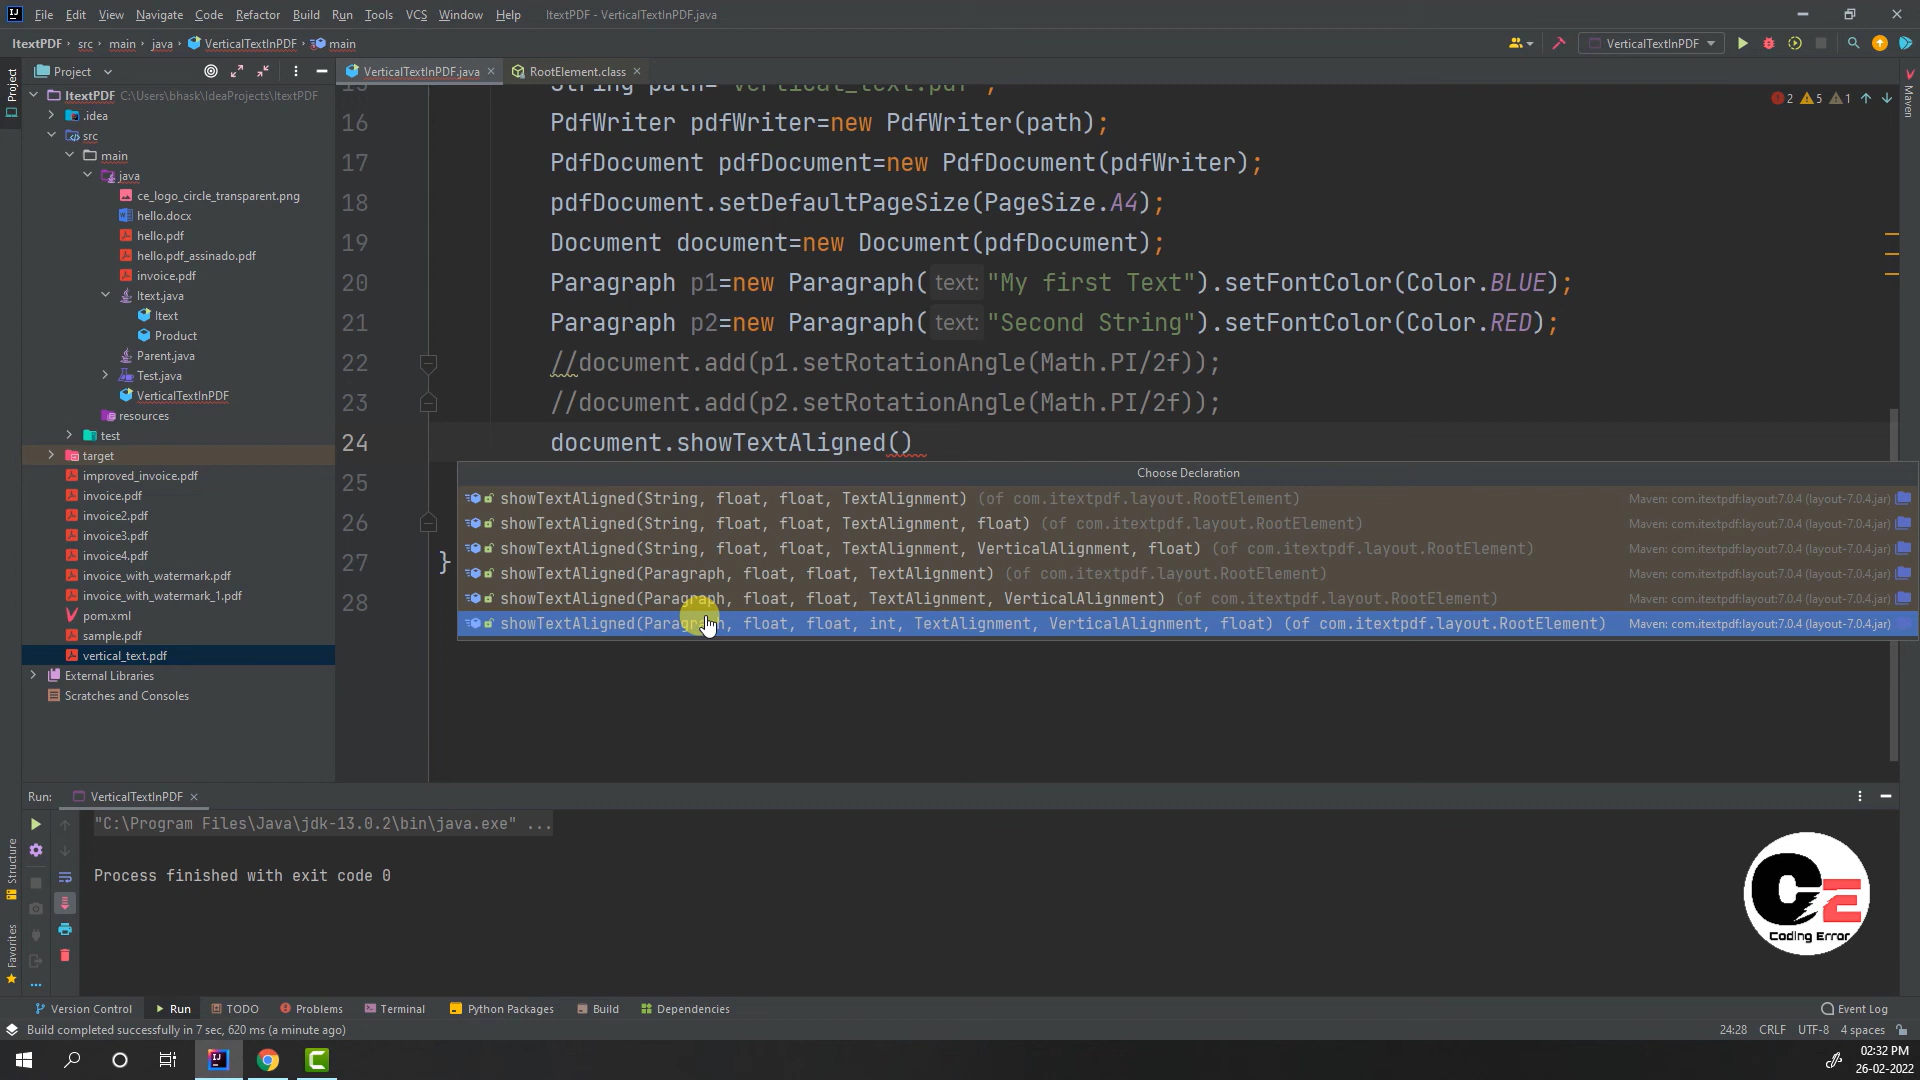 File Edit View Navigate Code Refactor Build Run Tools VCS Window Help ItextPDF - VerticalTextInPDF.java
ItextPDF src main java VerticalTextInPDF main
VerticalTextInPDF
Project
VerticalTextInPDF.java
RootElement.class
Project
Maven
2 5 1
ItextPDF C:\Users\bhask\IdeaProjects\ItextPDF
.idea
src
main
java
ce_logo_circle_transparent.png
hello.docx
hello.pdf
hello.pdf_assinado.pdf
invoice.pdf
Itext.java
Itext
Product
Parent.java
Test.java
VerticalTextInPDF
resources
test
target
improved_invoice.pdf
invoice.pdf
invoice2.pdf
invoice3.pdf
invoice4.pdf
invoice_with_watermark.pdf
invoice_with_watermark_1.pdf
pom.xml
sample.pdf
vertical_text.pdf
External Libraries
Scratches and Consoles
15 String path="vertical_text.pdf";
16 PdfWriter pdfWriter=new PdfWriter(path);
17 PdfDocument pdfDocument=new PdfDocument(pdfWriter);
18 pdfDocument.setDefaultPageSize(PageSize.A4);
19 Document document=new Document(pdfDocument);
20 Paragraph p1=new Paragraph( text: "My first Text").setFontColor(Color.BLUE);
21 Paragraph p2=new Paragraph( text: "Second String").setFontColor(Color.RED);
22 //document.add(p1.setRotationAngle(Math.PI/2f));
23 //document.add(p2.setRotationAngle(Math.PI/2f));
24 document.showTextAligned()
25
26
27 }
28
Choose Declaration
showTextAligned(String, float, float, TextAlignment) (of com.itextpdf.layout.RootElement) Maven: com.itextpdf:layout:7.0.4 (layout-7.0.4.jar)
showTextAligned(String, float, float, TextAlignment, float) (of com.itextpdf.layout.RootElement) Maven: com.itextpdf:layout:7.0.4 (layout-7.0.4.jar)
showTextAligned(String, float, float, TextAlignment, VerticalAlignment, float) (of com.itextpdf.layout.RootElement) Maven: com.itextpdf:layout:7.0.4 (layout-7.0.4.jar)
showTextAligned(Paragraph, float, float, TextAlignment) (of com.itextpdf.layout.RootElement) Maven: com.itextpdf:layout:7.0.4 (layout-7.0.4.jar)
showTextAligned(Paragraph, float, float, TextAlignment, VerticalAlignment) (of com.itextpdf.layout.RootElement) Maven: com.itextpdf:layout:7.0.4 (layout-7.0.4.jar)
showTextAligned(Paragraph, float, float, int, TextAlignment, VerticalAlignment, float) (of com.itextpdf.layout.RootElement) Maven: com.itextpdf:layout:7.0.4 (layout-7.0.4.jar)
Run: VerticalTextInPDF
"C:\Program Files\Java\jdk-13.0.2\bin\java.exe" ...
Process finished with exit code 0
Structure
Favorites
CE
Coding Error
Version Control Run TODO Problems Terminal Python Packages Build Dependencies Event Log
Build completed successfully in 7 sec, 620 ms (a minute ago) 24:28 CRLF UTF-8 4 spaces
02:32 PM
26-02-2022